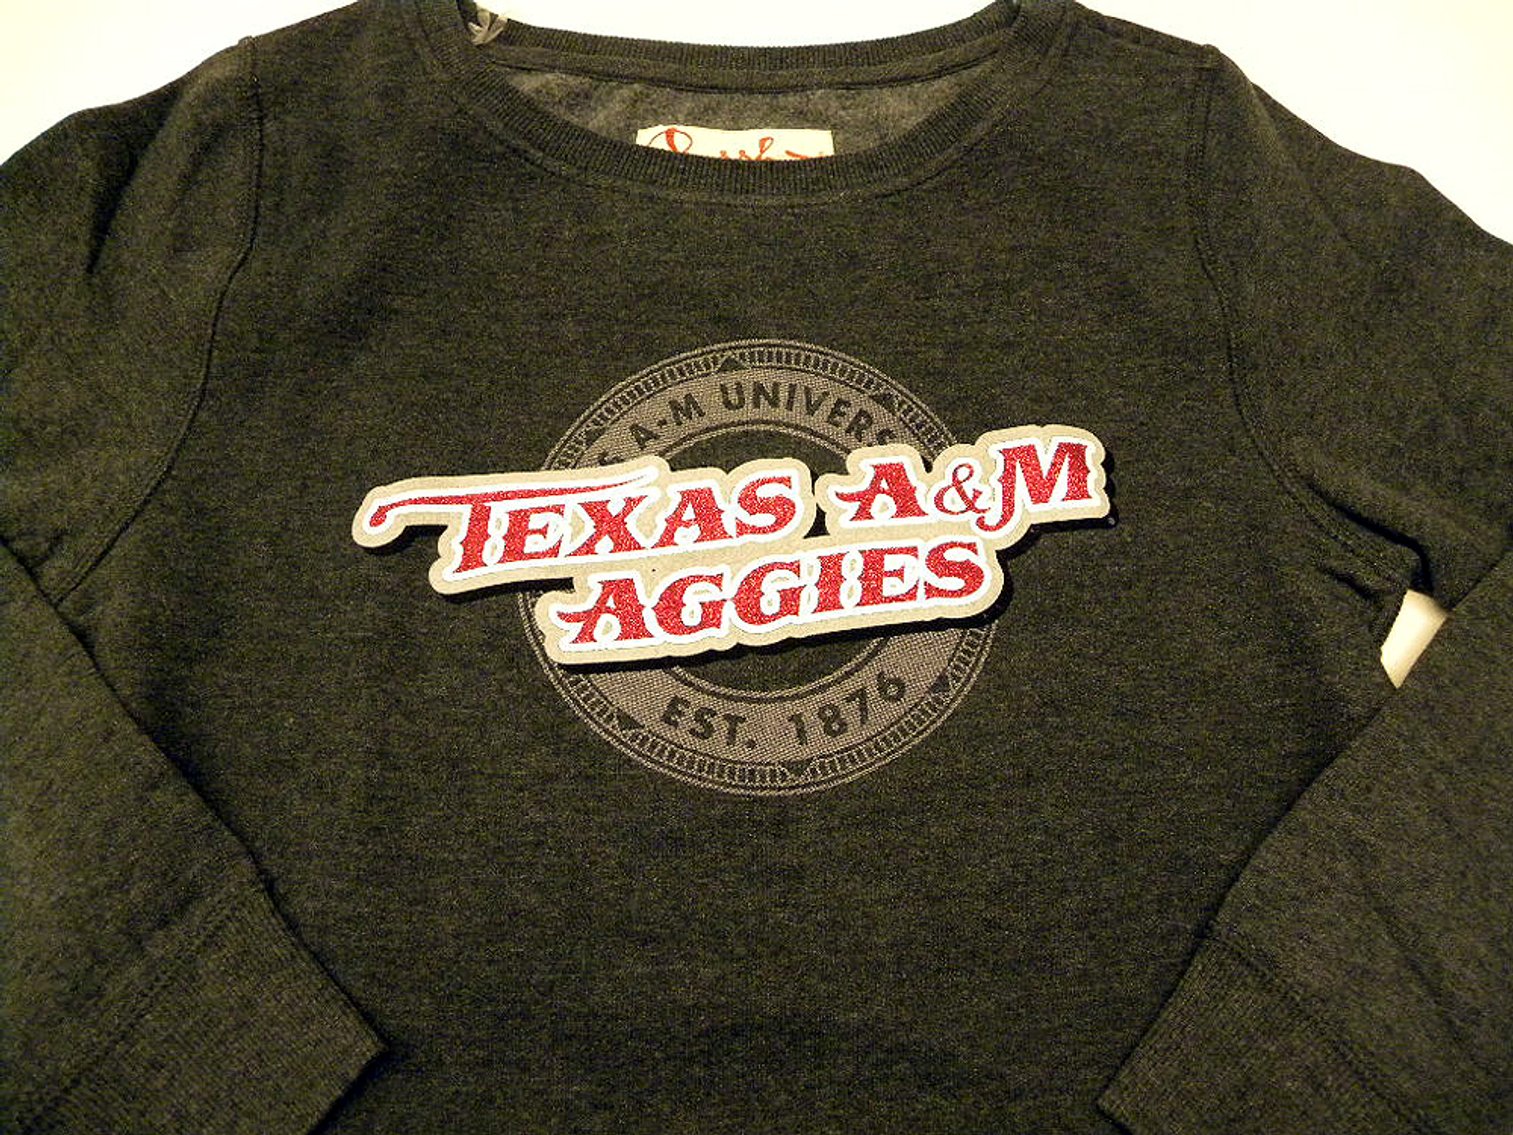 A-M UNIVERS
TEXAS A&M
AGGIES
EST. 1876